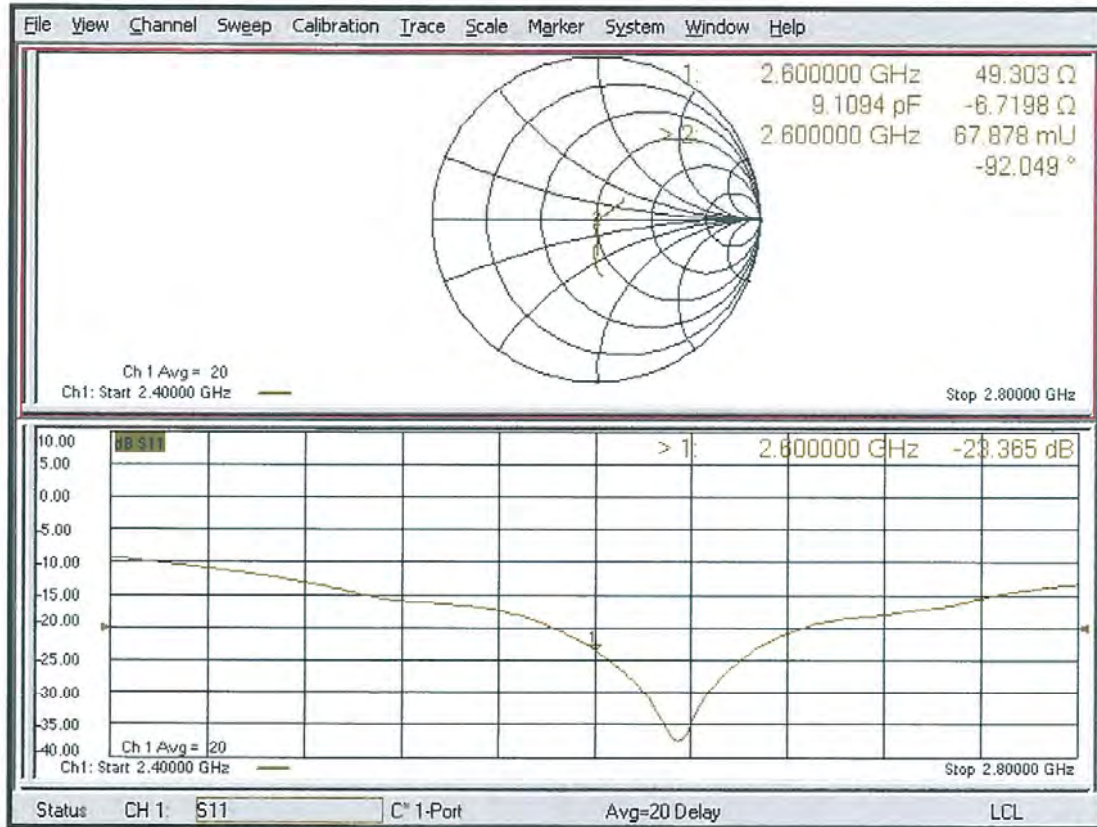 File View Channel Sweep Calibration Trace Scale Marker System Window Help
1: 2.600000 GHz 49.303 Ω
9.1094 pF -6.7198 Ω
> 2: 2.600000 GHz 67.878 mU
-92.049 °
Ch 1 Avg = 20
Ch1: Start 2.40000 GHz Stop 2.80000 GHz
10.00 dB S11 > 1: 2.600000 GHz -23.365 dB
5.00
0.00
-5.00
-10.00
-15.00
-20.00
1
-25.00
-30.00
-35.00
-40.00 Ch 1 Avg = 20
Ch1: Start 2.40000 GHz Stop 2.80000 GHz
Status CH 1: S11 C* 1-Port Avg=20 Delay LCL